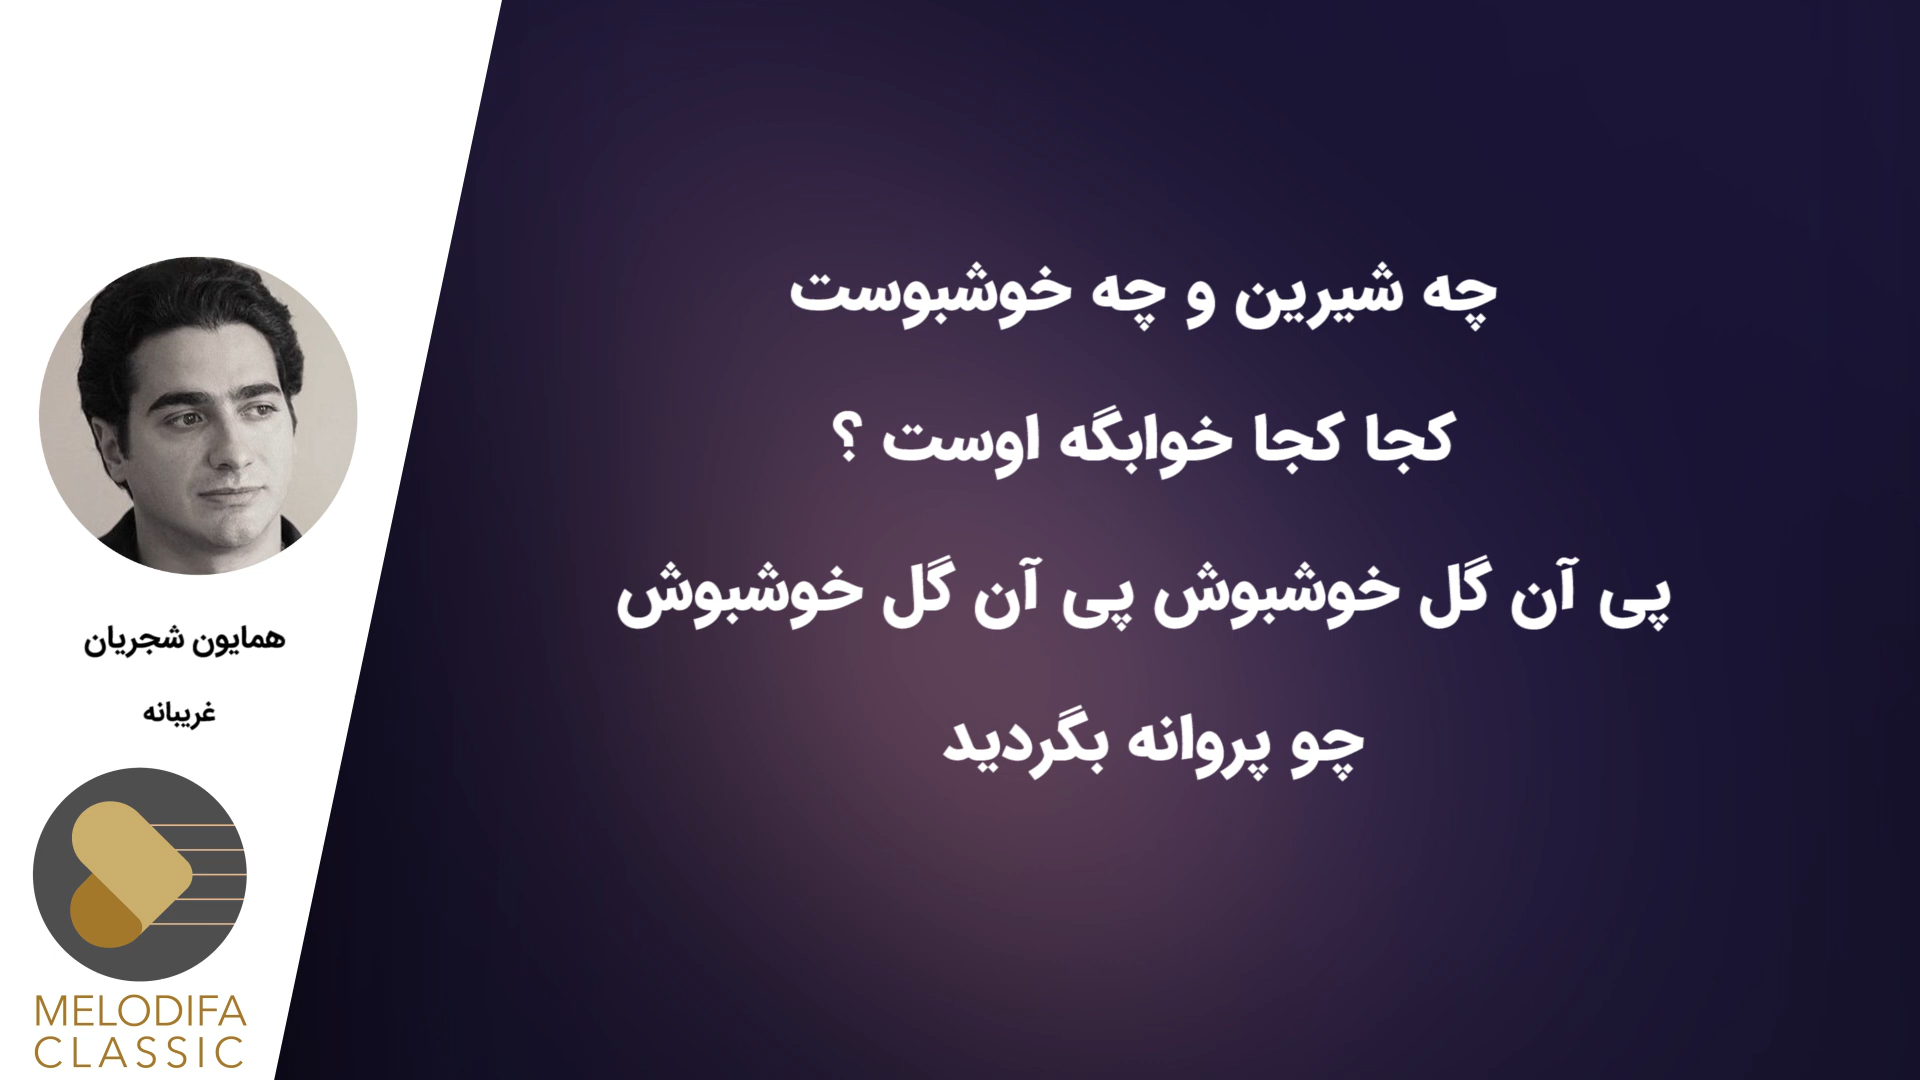 چه شیرین و چه خوشبوست
کجا کجا خوابگه اوست ؟
پی آن گل خوشبوش پی آن گل خوشبوش
چو پروانه بگردید
همایون شجریان
غریبانه
MELODIFA
CLASSIC